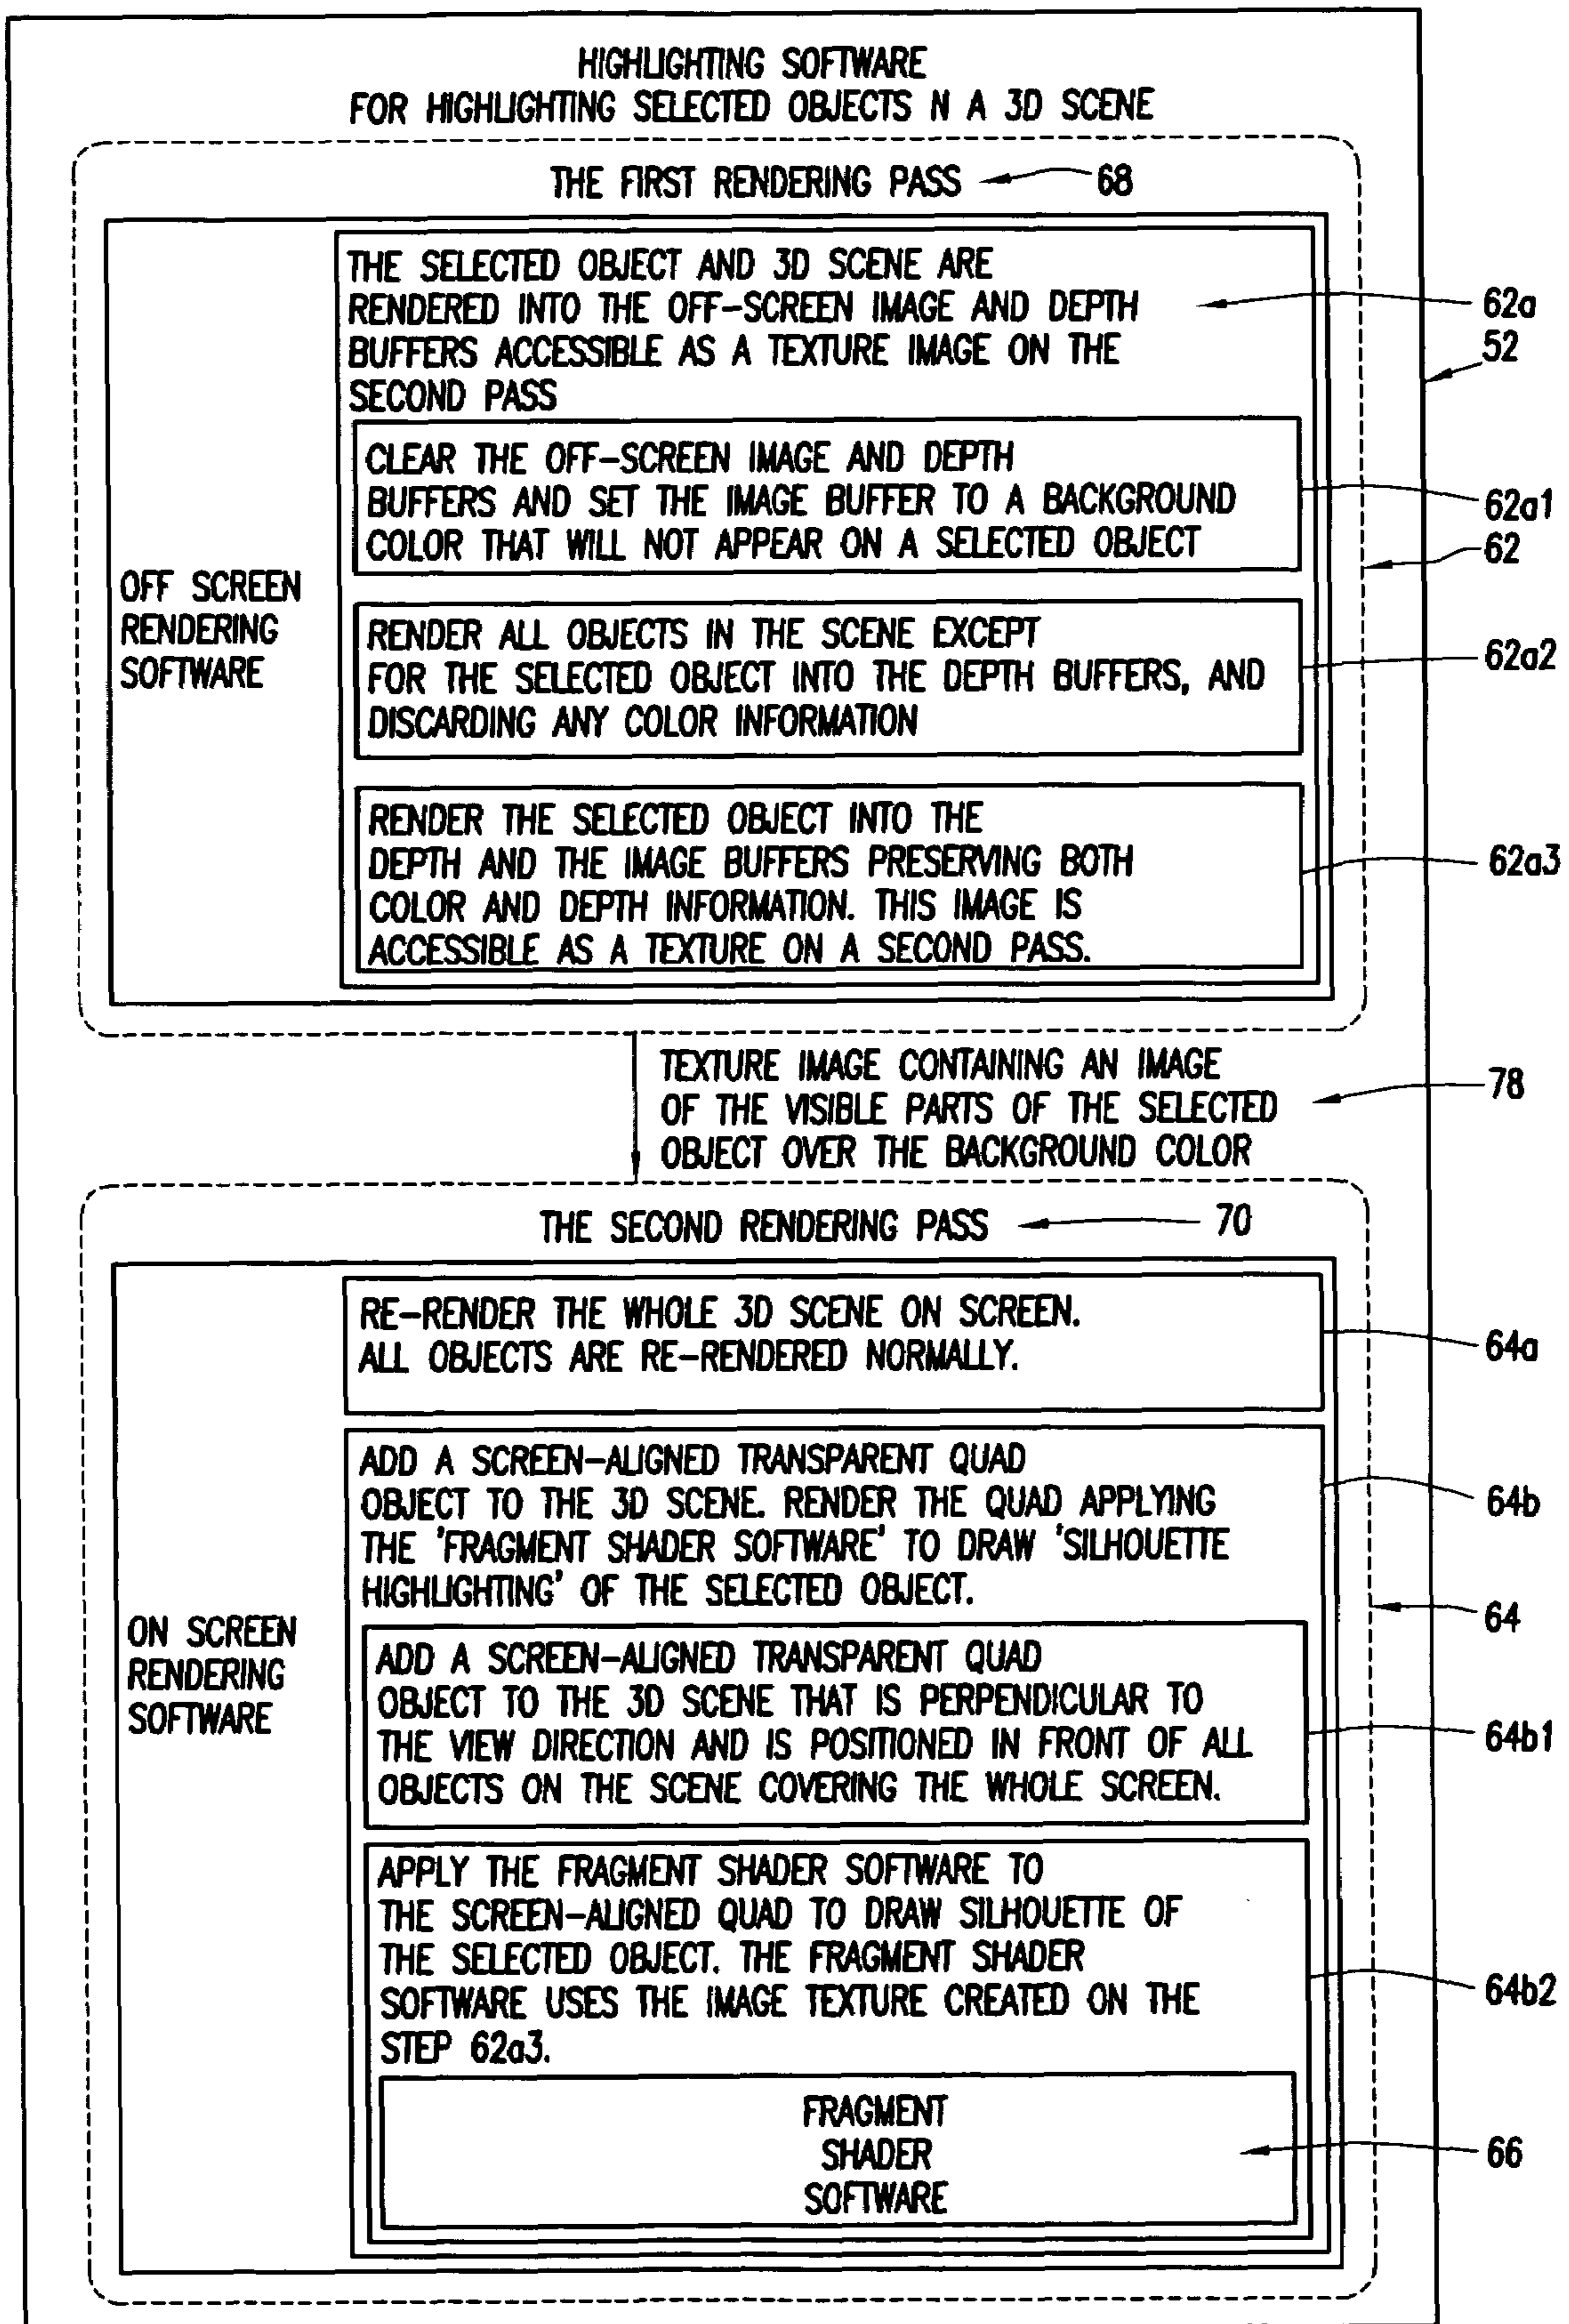 HIGHLIGHTING SOFTWARE
FOR HIGHLIGHTING SELECTED OBJECTS N A 3D SCENE
THE FIRST RENDERING PASS
68
THE SELECTED OBJECT AND 3D SCENE ARE
RENDERED INTO THE OFF-SCREEN IMAGE AND DEPTH
BUFFERS ACCESSIBLE AS A TEXTURE IMAGE ON THE
SECOND PASS
62a
52
CLEAR THE OFF-SCREEN IMAGE AND DEPTH
BUFFERS AND SET THE IMAGE BUFFER TO A BACKGROUND
COLOR THAT WILL NOT APPEAR ON A SELECTED OBJECT
62a1
62
OFF SCREEN
RENDERING
SOFTWARE
RENDER ALL OBJECTS IN THE SCENE EXCEPT
FOR THE SELECTED OBJECT INTO THE DEPTH BUFFERS, AND
DISCARDING ANY COLOR INFORMATION
62a2
RENDER THE SELECTED OBJECT INTO THE
DEPTH AND THE IMAGE BUFFERS PRESERVING BOTH
COLOR AND DEPTH INFORMATION. THIS IMAGE IS
ACCESSIBLE AS A TEXTURE ON A SECOND PASS.
62a3
TEXTURE IMAGE CONTAINING AN IMAGE
OF THE VISIBLE PARTS OF THE SELECTED
OBJECT OVER THE BACKGROUND COLOR
78
THE SECOND RENDERING PASS
70
RE-RENDER THE WHOLE 3D SCENE ON SCREEN.
ALL OBJECTS ARE RE-RENDERED NORMALLY.
64a
ADD A SCREEN-ALIGNED TRANSPARENT QUAD
OBJECT TO THE 3D SCENE. RENDER THE QUAD APPLYING
THE 'FRAGMENT SHADER SOFTWARE' TO DRAW 'SILHOUETTE
HIGHLIGHTING' OF THE SELECTED OBJECT.
64b
64
ON SCREEN
RENDERING
SOFTWARE
ADD A SCREEN-ALIGNED TRANSPARENT QUAD
OBJECT TO THE 3D SCENE THAT IS PERPENDICULAR TO
THE VIEW DIRECTION AND IS POSITIONED IN FRONT OF ALL
OBJECTS ON THE SCENE COVERING THE WHOLE SCREEN.
64b1
APPLY THE FRAGMENT SHADER SOFTWARE TO
THE SCREEN-ALIGNED QUAD TO DRAW SILHOUETTE OF
THE SELECTED OBJECT. THE FRAGMENT SHADER
SOFTWARE USES THE IMAGE TEXTURE CREATED ON THE
STEP 62a3.
64b2
FRAGMENT
SHADER
SOFTWARE
66